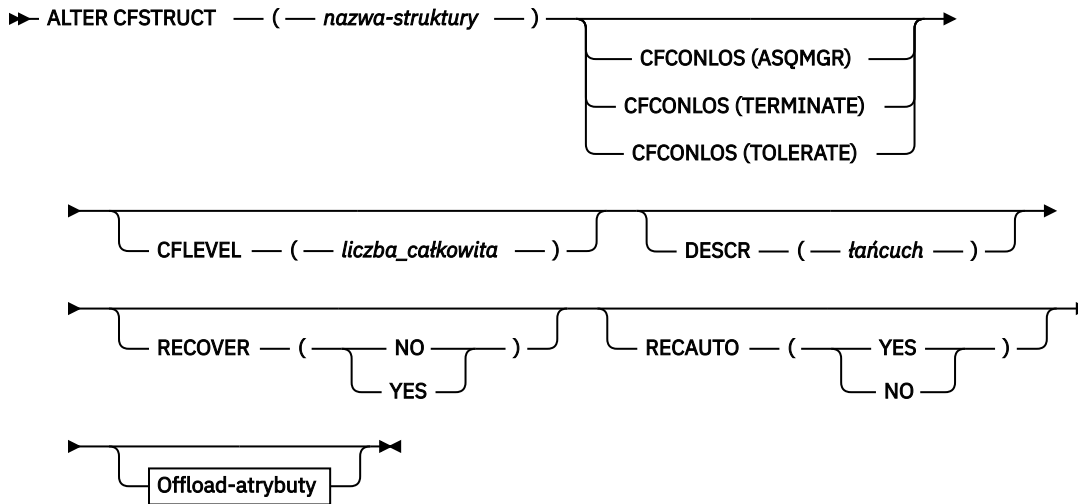 ALTER CFSTRUCT ( nazwa-struktury )
CFCONLOS (ASQMGR)
CFCONLOS (TERMINATE)
CFCONLOS (TOLERATE)
CFLEVEL ( liczba_całkowita ) DESCR ( łańcuch )
RECOVER ( NO ) RECAUTO ( YES )
YES NO
Offload-atrybuty